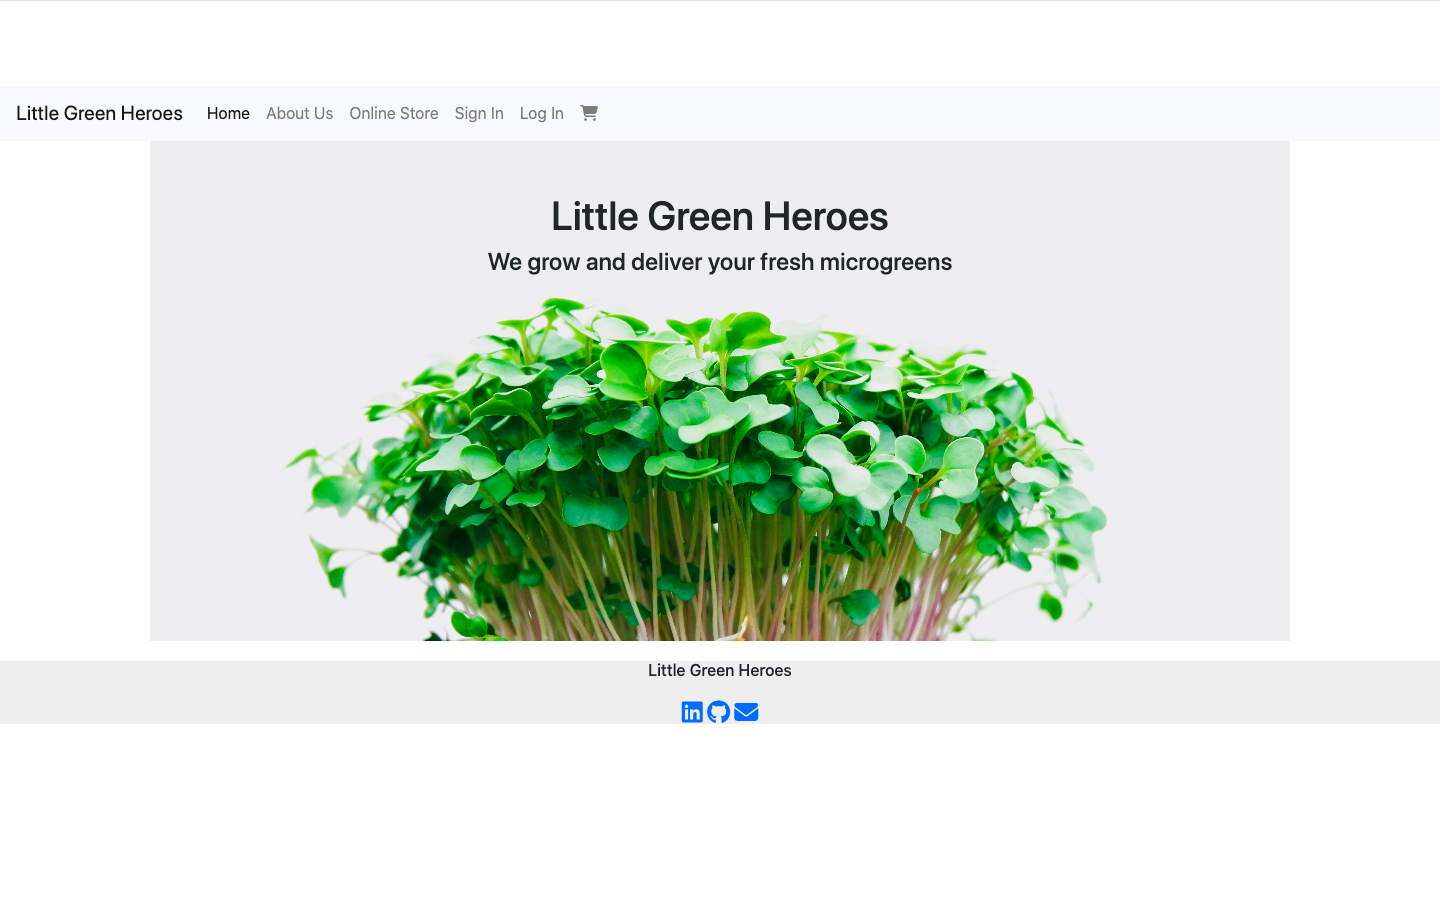 Little Green Heroes Home About Us Online Store Sign In Log In
Little Green Heroes
We grow and deliver your fresh microgreens
Little Green Heroes
in